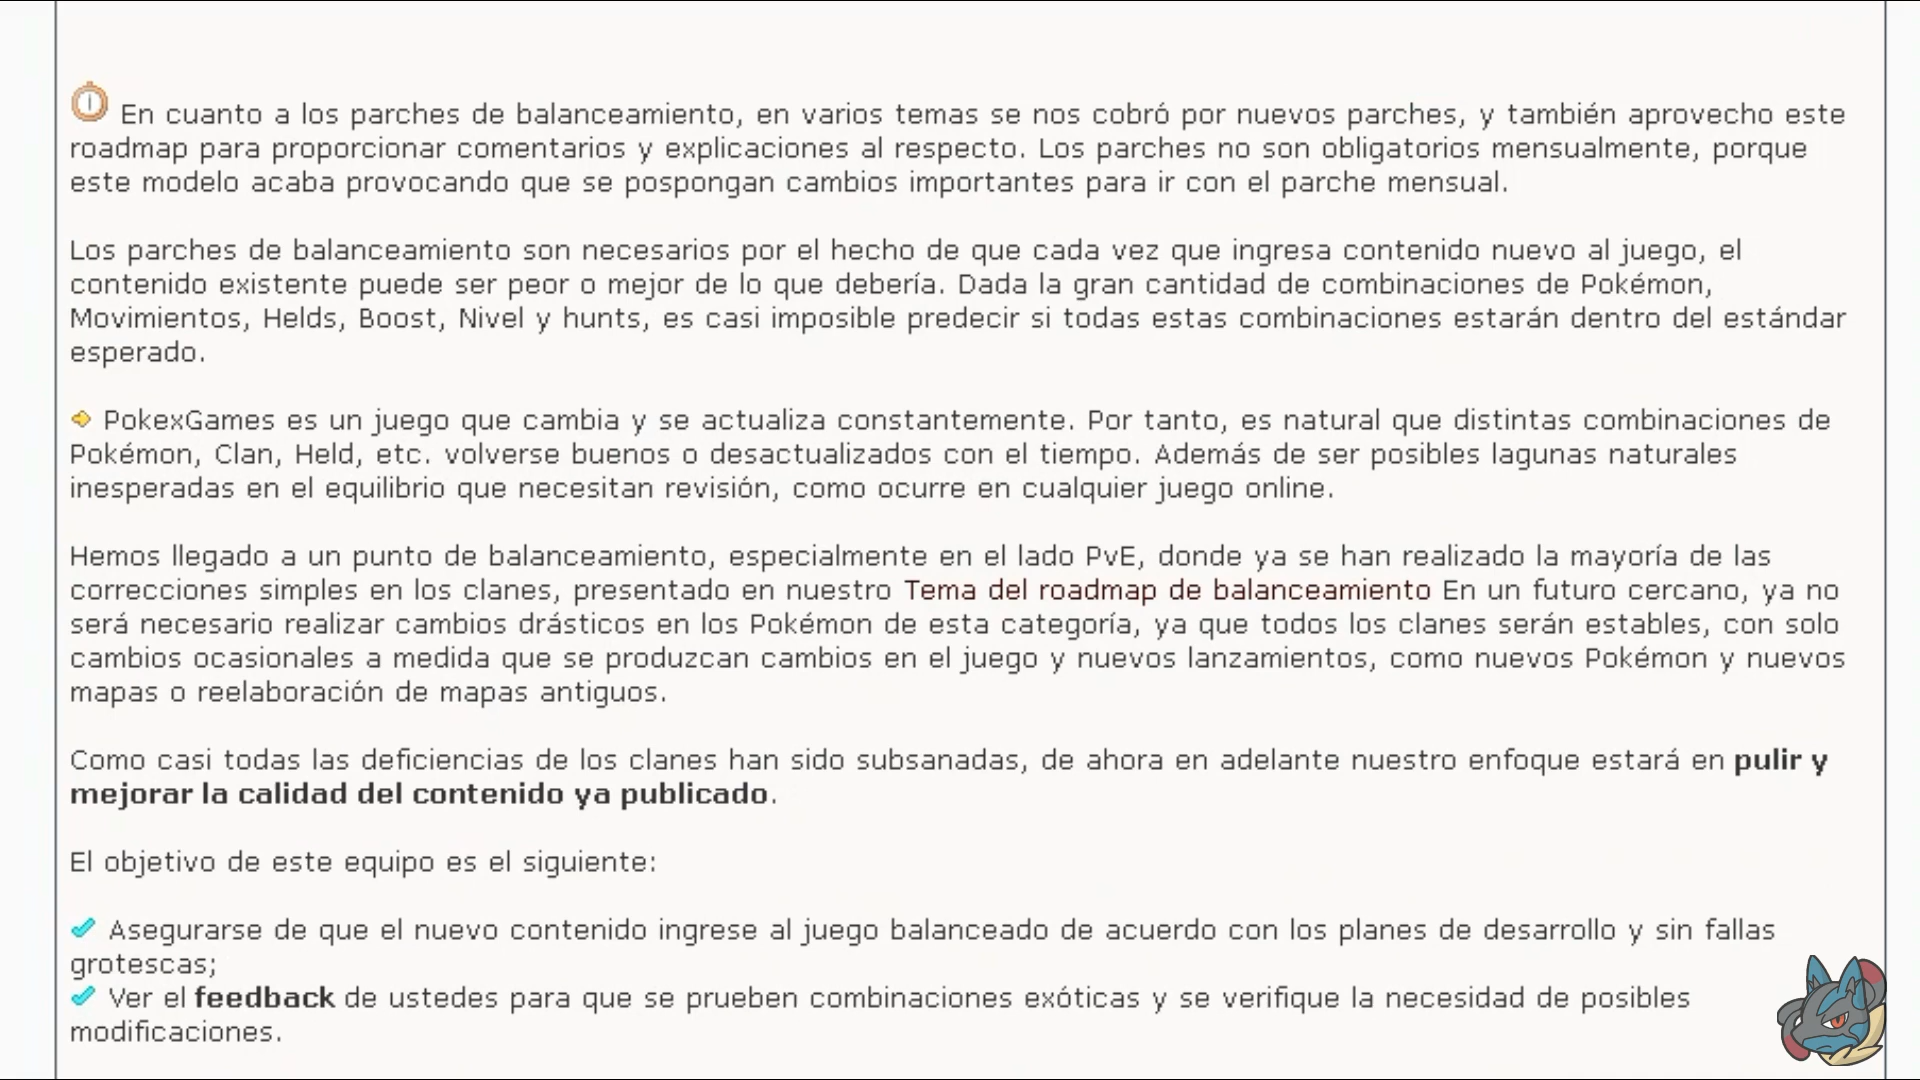 En cuanto a los parches de balanceamiento, en varios temas se nos cobró por nuevos parches, y también aprovecho este
roadmap para proporcionar comentarios y explicaciones al respecto. Los parches no son obligatorios mensualmente, porque
este modelo acaba provocando que se pospongan cambios importantes para ir con el parche mensual.
Los parches de balanceamiento son necesarios por el hecho de que cada vez que ingresa contenido nuevo al juego, el
contenido existente puede ser peor o mejor de lo que debería. Dada la gran cantidad de combinaciones de Pokémon,
Movimientos, Helds, Boost, Nivel y hunts, es casi imposible predecir si todas estas combinaciones estarán dentro del estándar
esperado.
PokexGames es un juego que cambia y se actualiza constantemente. Por tanto, es natural que distintas combinaciones de
Pokémon, Clan, Held, etc. volverse buenos o desactualizados con el tiempo. Además de ser posibles lagunas naturales
inesperadas en el equilibrio que necesitan revisión, como ocurre en cualquier juego online.
Hemos llegado a un punto de balanceamiento, especialmente en el lado PvE, donde ya se han realizado la mayoría de las
correcciones simples en los clanes, presentado en nuestro Tema del roadmap de balanceamiento En un futuro cercano, ya no
será necesario realizar cambios drásticos en los Pokémon de esta categoría, ya que todos los clanes serán estables, con solo
cambios ocasionales a medida que se produzcan cambios en el juego y nuevos lanzamientos, como nuevos Pokémon y nuevos
mapas o reelaboración de mapas antiguos.
Como casi todas las deficiencias de los clanes han sido subsanadas, de ahora en adelante nuestro enfoque estará en pulir y
mejorar la calidad del contenido ya publicado.
El objetivo de este equipo es el siguiente:
Asegurarse de que el nuevo contenido ingrese al juego balanceado de acuerdo con los planes de desarrollo y sin fallas
grotescas;
Ver el feedback de ustedes para que se prueben combinaciones exóticas y se verifique la necesidad de posibles
modificaciones.